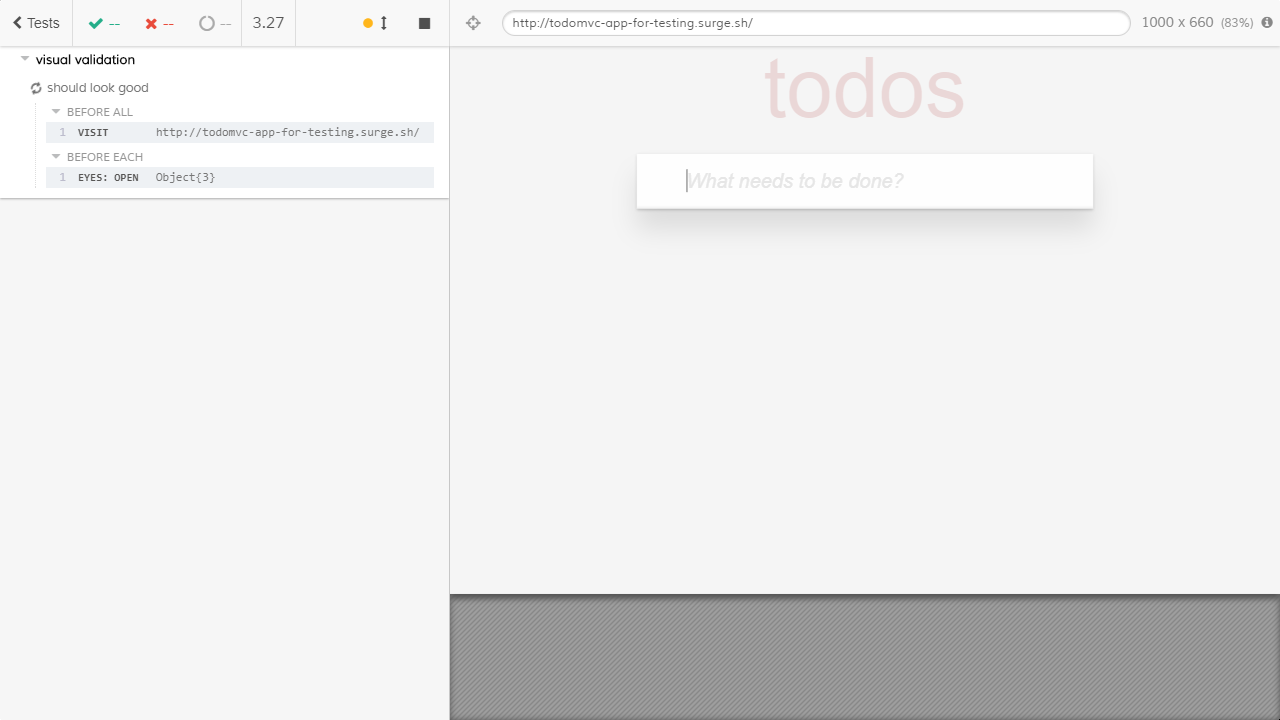 Tests -- -- -- 3.27
http://todomvc-app-for-testing.surge.sh/ 1000 x 660 (83%)
visual validation
should look good
BEFORE ALL
1 VISIT http://todomvc-app-for-testing.surge.sh/
BEFORE EACH
1 EYES: OPEN Object{3}
todos
What needs to be done?